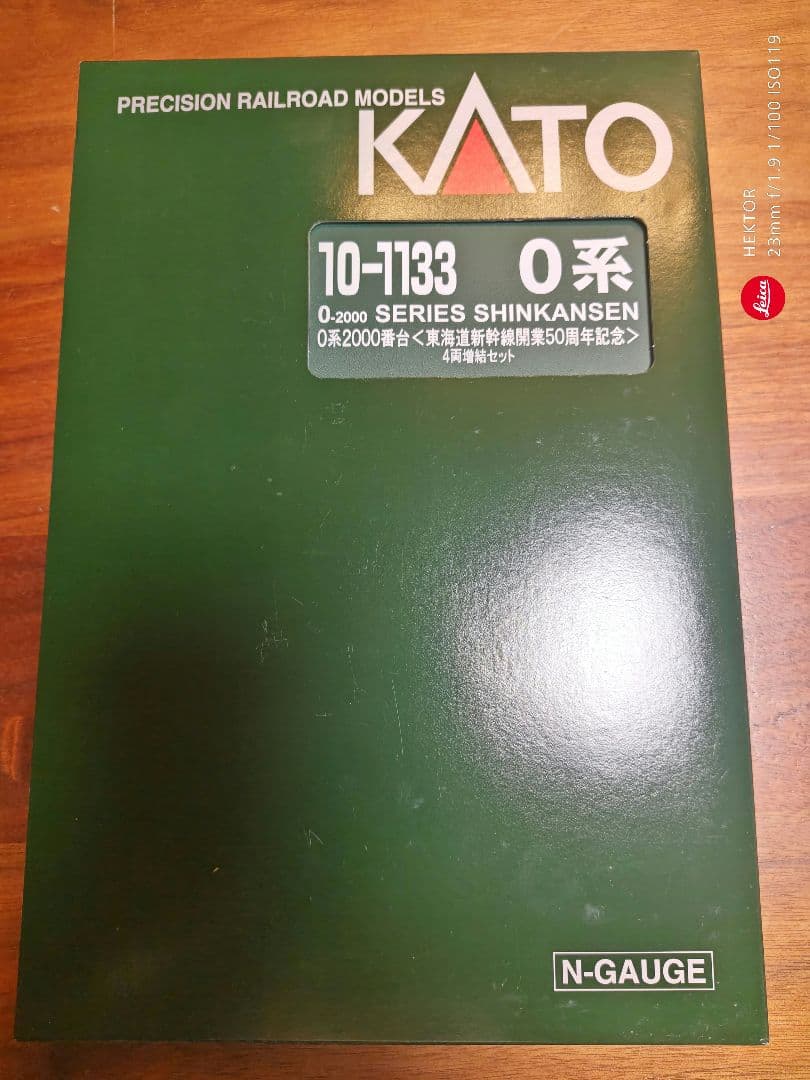 PRECISION RAILROAD MODELS
KATO
10-1133 0系
0-2000 SERIES SHINKANSEN
0系2000番台<東海道新幹線開業50周年記念>
4両増結セット
N-GAUGE
HEKTOR
23mm f/1.9 1/100 ISO119
Leica